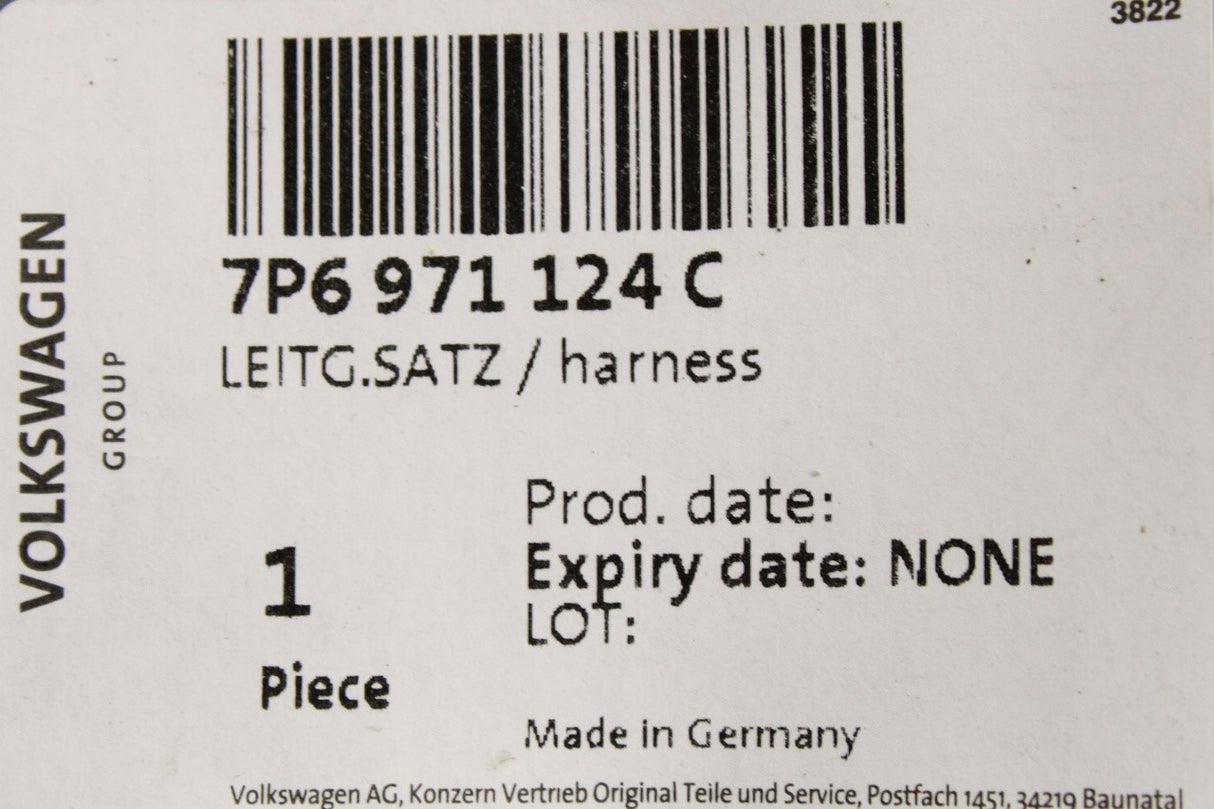 3822
7P6 971 124 C
LEITG.SATZ / harness
VOLKSWAGEN
GROUP
Prod. date:
Expiry date: NONE
LOT:
1
Piece
Made in Germany
Volkswagen AG, Konzern Vertrieb Original Teile und Service, Postfach 1451, 34219 Baunatal